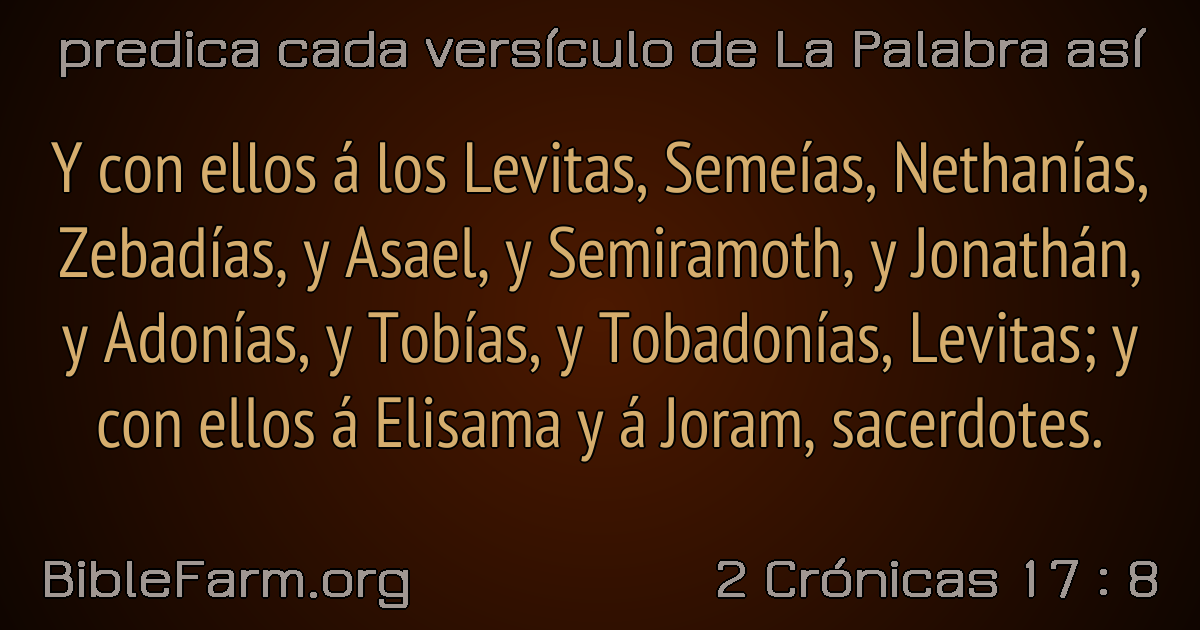 predica cada versículo de La Palabra así
Y con ellos á los Levitas, Semeías, Nethanías,
Zebadías, y Asael, y Semiramoth, y Jonathán,
y Adonías, y Tobías, y Tobadonías, Levitas; y
con ellos á Elisama y á Joram, sacerdotes.
BibleFarm.org
2 Crónicas 17 : 8